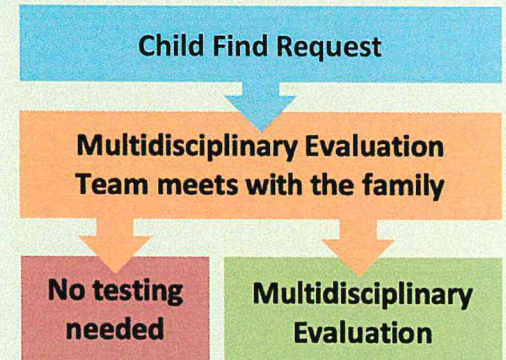 Child Find Request
Multidisciplinary Evaluation
Team meets with the family
No testing
needed
Multidisciplinary
Evaluation